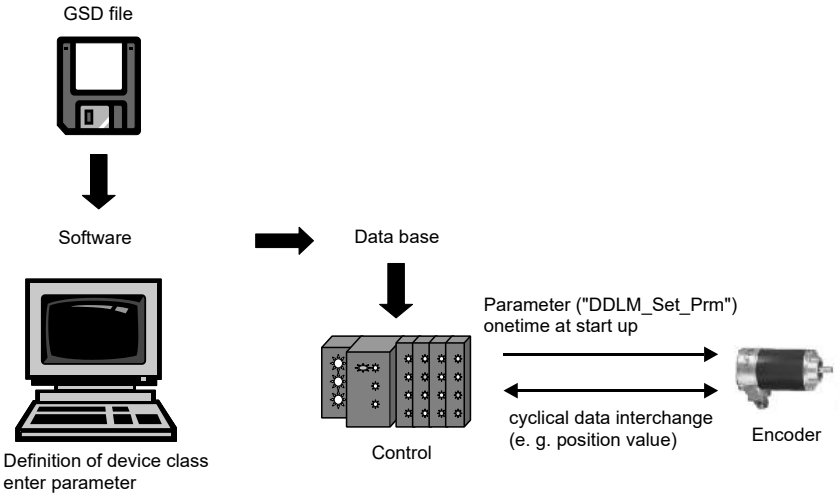 GSD file
Software
Data base
Parameter ("DDLM_Set_Prm")
onetime at start up
cyclical data interchange
(e. g. position value)
Encoder
Control
Definition of device class
enter parameter